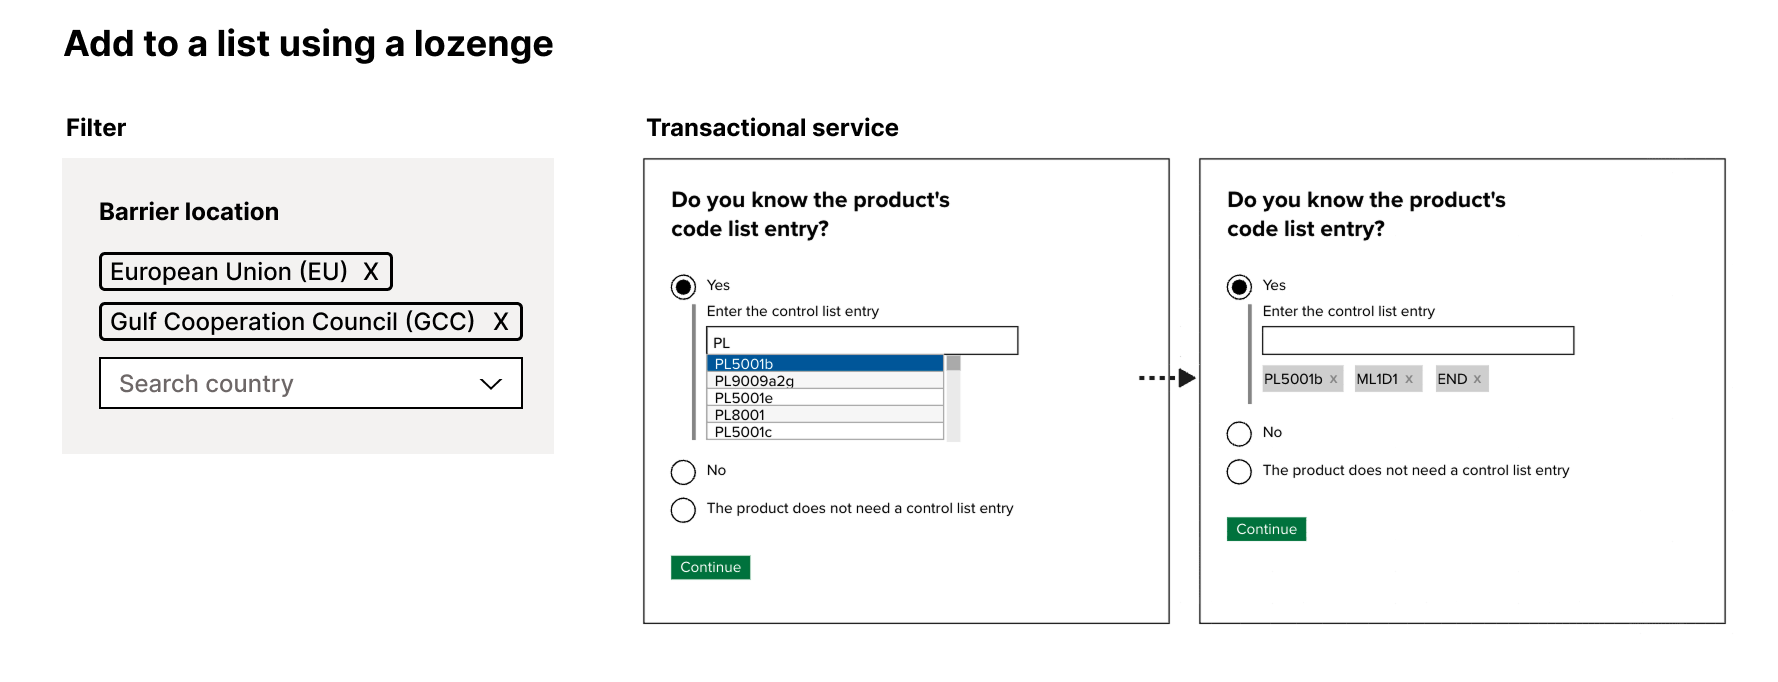 Add to a list using a lozenge
Filter
Barrier location
European Union (EU) X
Gulf Cooperation Council (GCC) X
Search country
Transactional service
Do you know the product's
code list entry?
Yes
Enter the control list entry
PL
PL5001b
PL9009a2g
PL5001e
PL8001
PL5001c
No
The product does not need a control list entry
Continue
Do you know the product's
code list entry?
Yes
Enter the control list entry
PL5001b x ML1D1 x END x
No
The product does not need a control list entry
Continue